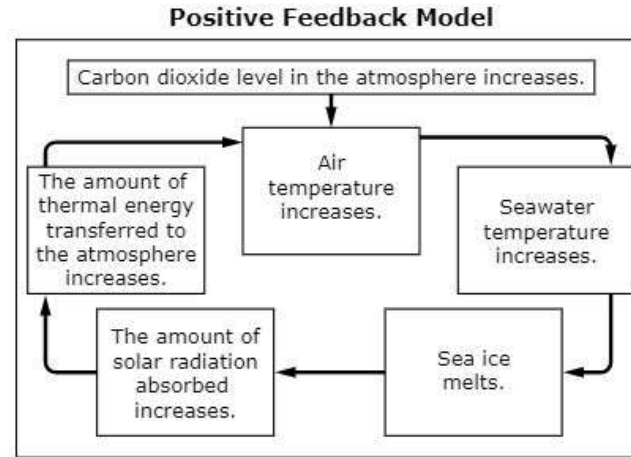 Positive Feedback Model
Carbon dioxide level in the atmosphere increases.
Air
temperature
increases.
Seawater
temperature
increases.
Sea ice
melts.
The amount of
solar radiation
absorbed
increases.
The amount of
thermal energy
transferred to
the atmosphere
increases.